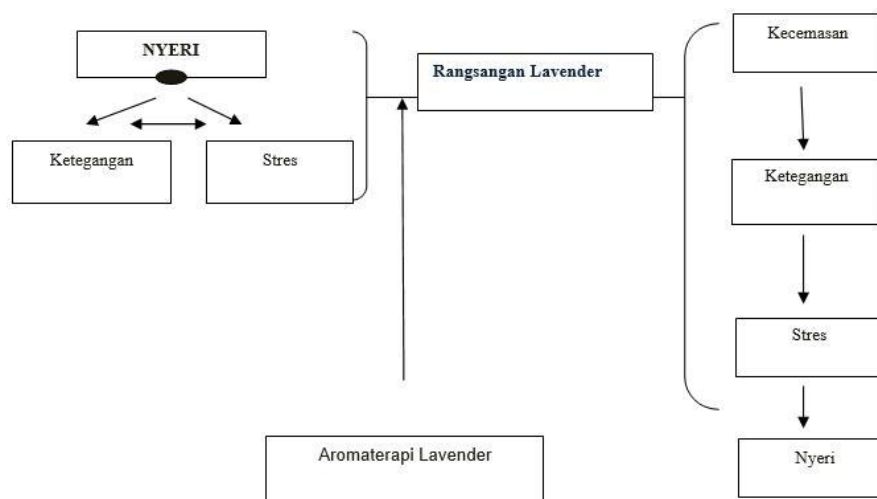 NYERI
Ketegangan
Stres
Rangsangan Lavender
Kecemasan
Ketegangan
Stres
Nyeri
Aromaterapi Lavender